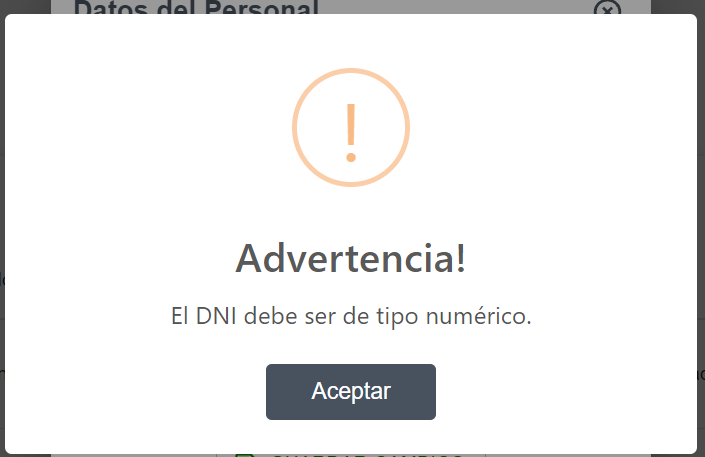 Datos del Personal
Advertencia!
El DNI debe ser de tipo numérico.
Aceptar